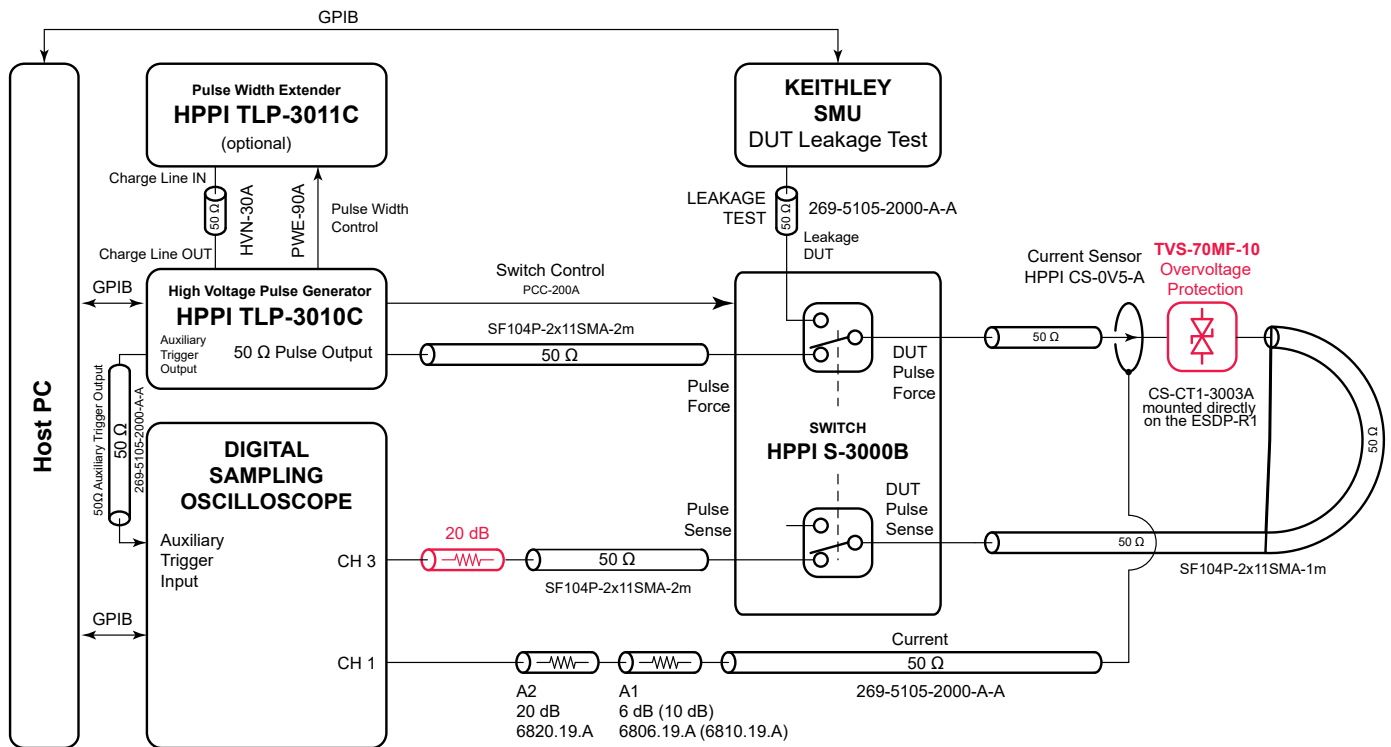 GPIB
Host PC
Pulse Width Extender
HPPI TLP-3011C
(optional)
Charge Line IN
50 Ω
HVN-30A
PWE-90A
Pulse Width
Control
Charge Line OUT
GPIB
High Voltage Pulse Generator
HPPI TLP-3010C
Auxiliary
Trigger
Output
50 Ω Pulse Output
50Ω Auxiliary Trigger Output
50 Ω
269-5105-2000-A-A
DIGITAL
SAMPLING
OSCILLOSCOPE
Auxiliary
Trigger
Input
CH 3
CH 1
GPIB
KEITHLEY
SMU
DUT Leakage Test
LEAKAGE
TEST
50 Ω
269-5105-2000-A-A
Leakage
DUT
Switch Control
PCC-200A
SF104P-2x11SMA-2m
50 Ω
Pulse
Force
DUT
Pulse
Force
SWITCH
HPPI S-3000B
Pulse
Sense
DUT
Pulse
Sense
20 dB
50 Ω
SF104P-2x11SMA-2m
Current Sensor
HPPI CS-0V5-A
50 Ω
TVS-70MF-10
Overvoltage
Protection
CS-CT1-3003A
mounted directly
on the ESDP-R1
50 Ω
50 Ω
SF104P-2x11SMA-1m
Current
50 Ω
269-5105-2000-A-A
A2
20 dB
6820.19.A
A1
6 dB (10 dB)
6806.19.A (6810.19.A)